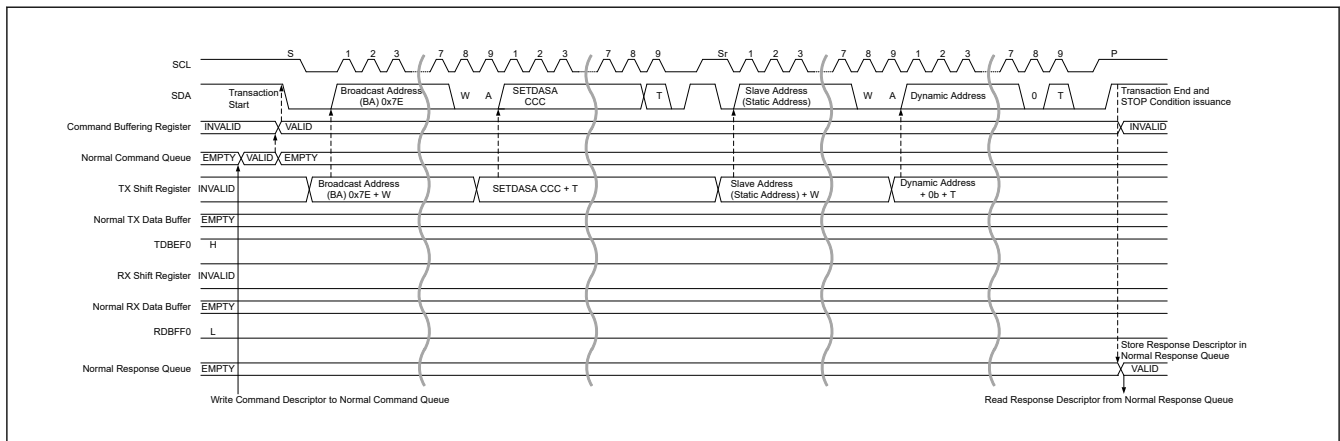 S 1 2 3 7 8 9 1 2 3 7 8 9 Sr 1 2 3 7 8 9 1 2 3 7 8 9 P
SCL
SDA
Transaction
Start
Broadcast Address
(BA) 0x7E
W A
SETDASA
CCC
T
Slave Address
(Static Address)
W A
Dynamic Address
0 T
Transaction End and
STOP Condition issuance
Command Buffering Register INVALID VALID INVALID
Normal Command Queue EMPTY VALID EMPTY
TX Shift Register INVALID
Broadcast Address
(BA) 0x7E + W
SETDASA CCC + T
Slave Address
(Static Address) + W
Dynamic Address
+ 0b + T
Normal TX Data Buffer EMPTY
TDBEF0 H
RX Shift Register INVALID
Normal RX Data Buffer EMPTY
RDBFF0 L
Store Response Descriptor in
Normal Response Queue
Normal Response Queue EMPTY VALID
Write Command Descriptor to Normal Command Queue
Read Response Descriptor from Normal Response Queue